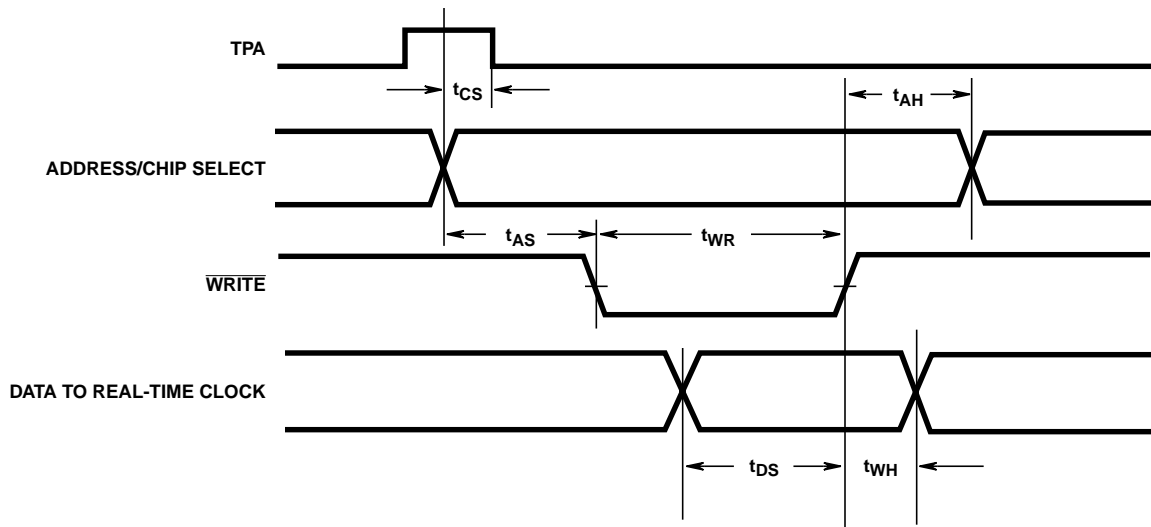 TPA
tCS
tAH
ADDRESS/CHIP SELECT
tAS
tWR
WRITE
DATA TO REAL-TIME CLOCK
tDS
tWH